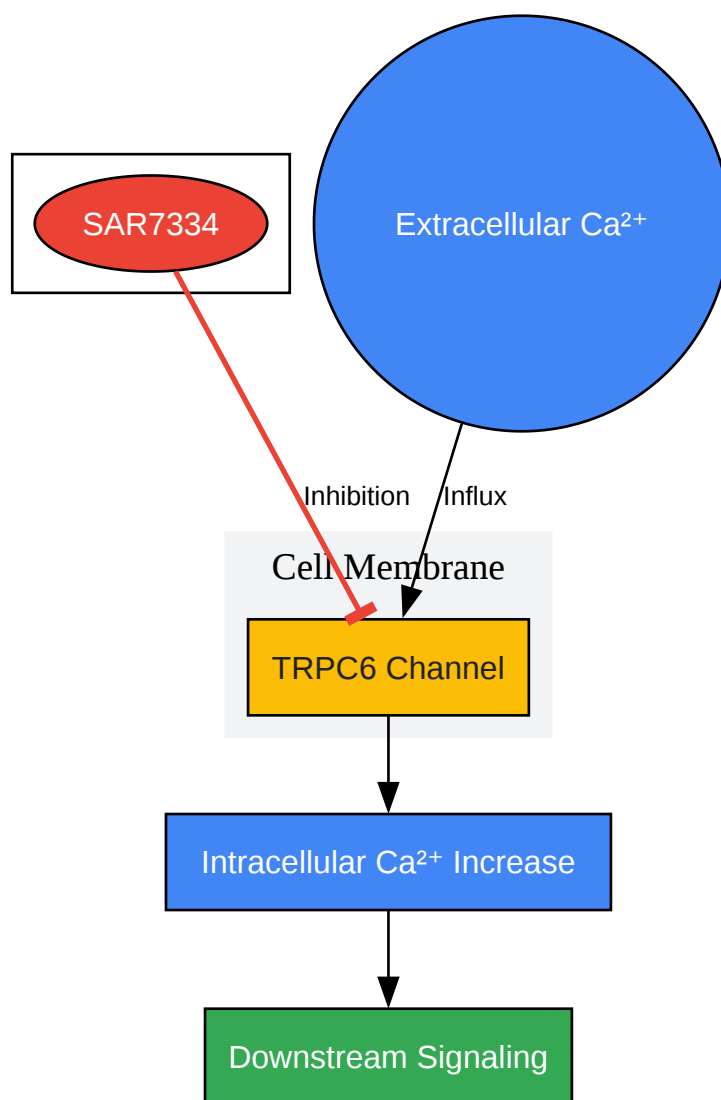 SAR7334
Extracellular Ca²⁺
Inhibition
Influx
Cell Membrane
TRPC6 Channel
Intracellular Ca²⁺ Increase
Downstream Signaling